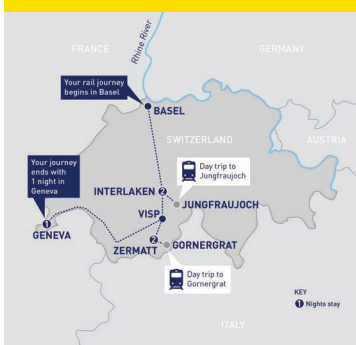 Rhine River
FRANCE
GERMANY
Your rail journey
begins in Basel
BASEL
SWITZERLAND
AUSTRIA
Your journey
ends with
1 night in
Geneva
Day trip to
Jungfraujoch
INTERLAKEN 2
JUNGFRAUJOCH
VISP
1
GENEVA
2
ZERMATT
GORNERGRAT
Day trip to
Gornergrat
KEY
1 Nights stay
ITALY